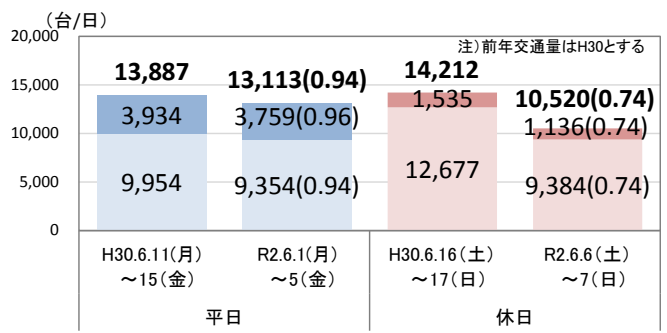 (台/日)
20,000
注)前年交通量はH30とする
13,887
13,113(0.94)
14,212
10,520(0.74)
15,000
3,934
3,759(0.96)
1,535
1,136(0.74)
10,000
9,954
9,354(0.94)
12,677
9,384(0.74)
5,000
0
H30.6.11(月)
~15(金)
R2.6.1(月)
~5(金)
H30.6.16(土)
~17(日)
R2.6.6(土)
~7(日)
平日
休日